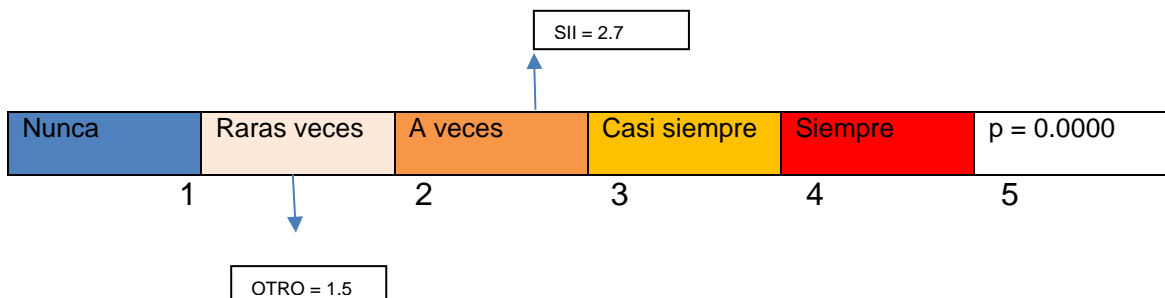 SII = 2.7
Nunca Raras veces A veces Casi siempre Siempre p = 0.0000
1 2 3 4 5
OTRO = 1.5